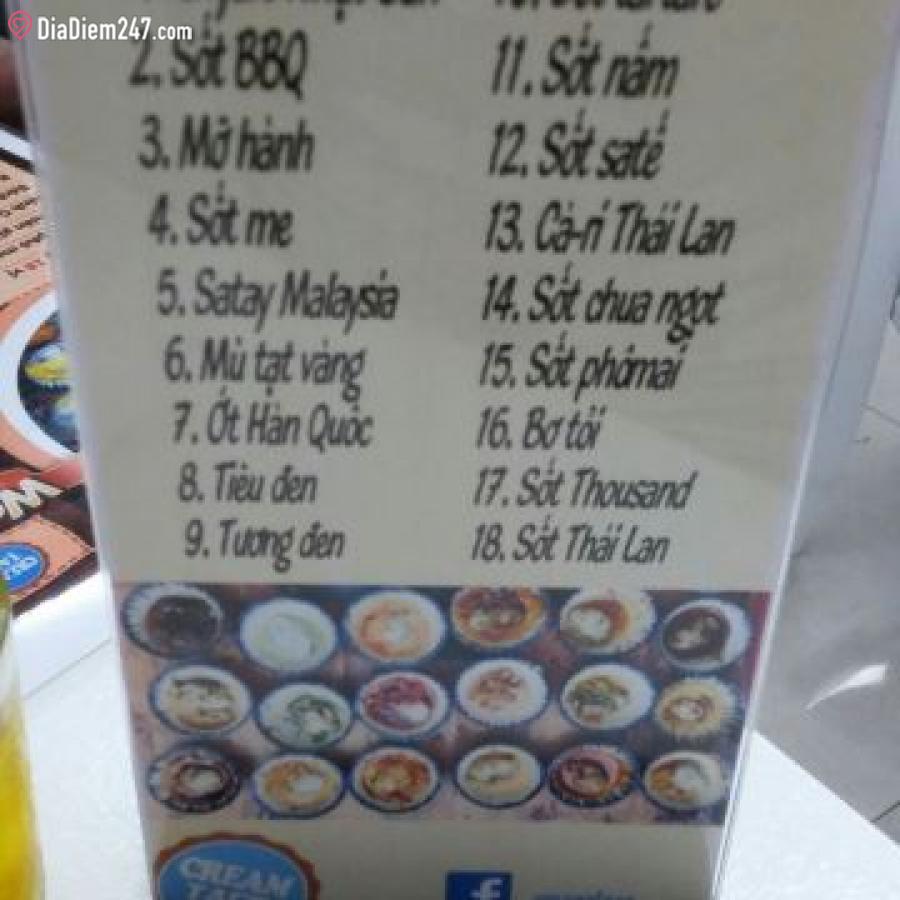 DiaDiem247.com
2. Sốt BBQ
3. Mỡ hành
4. Sốt me
5. Satay Malaysia
6. Mù tạt vàng
7. Ớt Hàn Quốc
8. Tiêu đen
9. Tương đen
11. Sốt nấm
12. Sốt satế
13. Cà-ri Thái Lan
14. Sốt chua ngọt
15. Sốt phômai
16. Bơ tỏi
17. Sốt Thousand
18. Sốt Thái Lan
CREAM
f